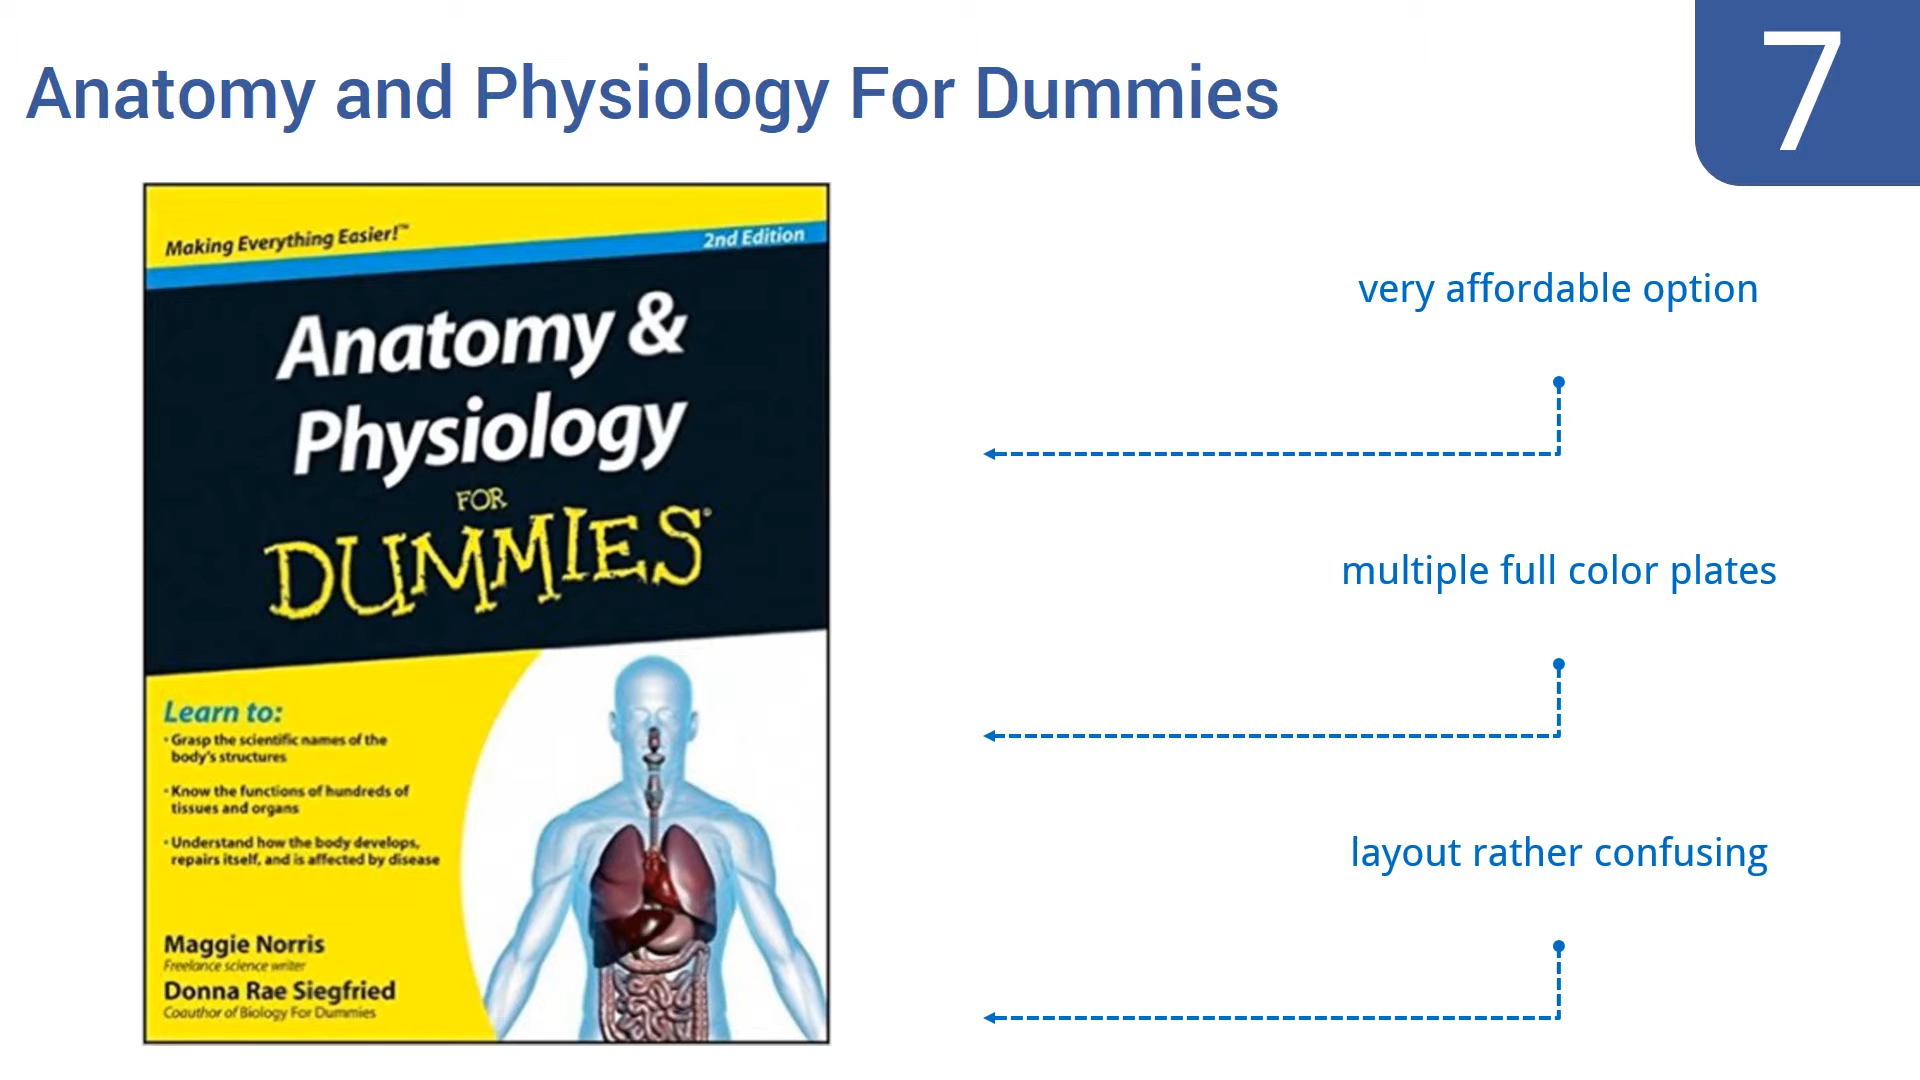 Anatomy and Physiology For Dummies
7
Making Everything Easier!™
2nd Edition
Anatomy &
Physiology
FOR
DUMMIES®
Learn to:
· Grasp the scientific names of the
body's structures
· Know the functions of hundreds of
tissues and organs
· Understand how the body develops,
repairs itself, and is affected by disease
Maggie Norris
Freelance science writer
Donna Rae Siegfried
Coauthor of Biology For Dummies
very affordable option
multiple full color plates
layout rather confusing